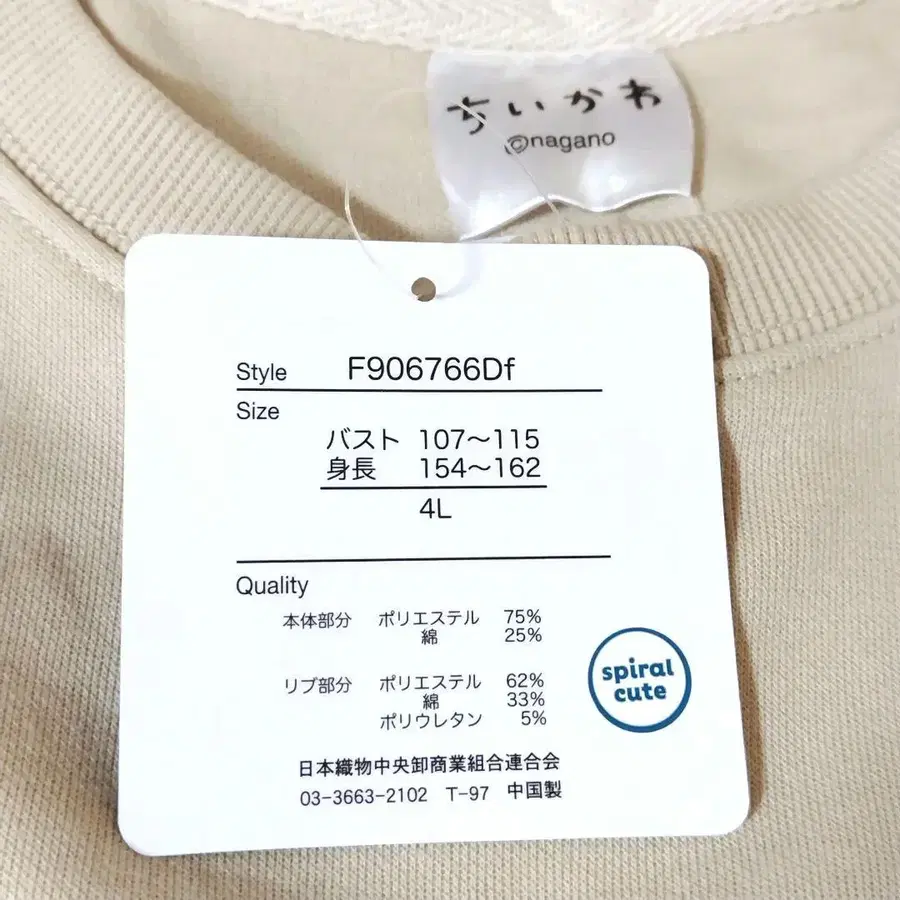 ちいかわ
©nagano
Style F906766Df
Size
バスト 107〜115
身長 154〜162
4L
Quality
本体部分 ポリエステル 75%
綿 25%
リブ部分 ポリエステル 62%
綿 33%
ポリウレタン 5%
spiral
cute
日本織物中央卸商業組合連合会
03-3663-2102 T-97 中国製